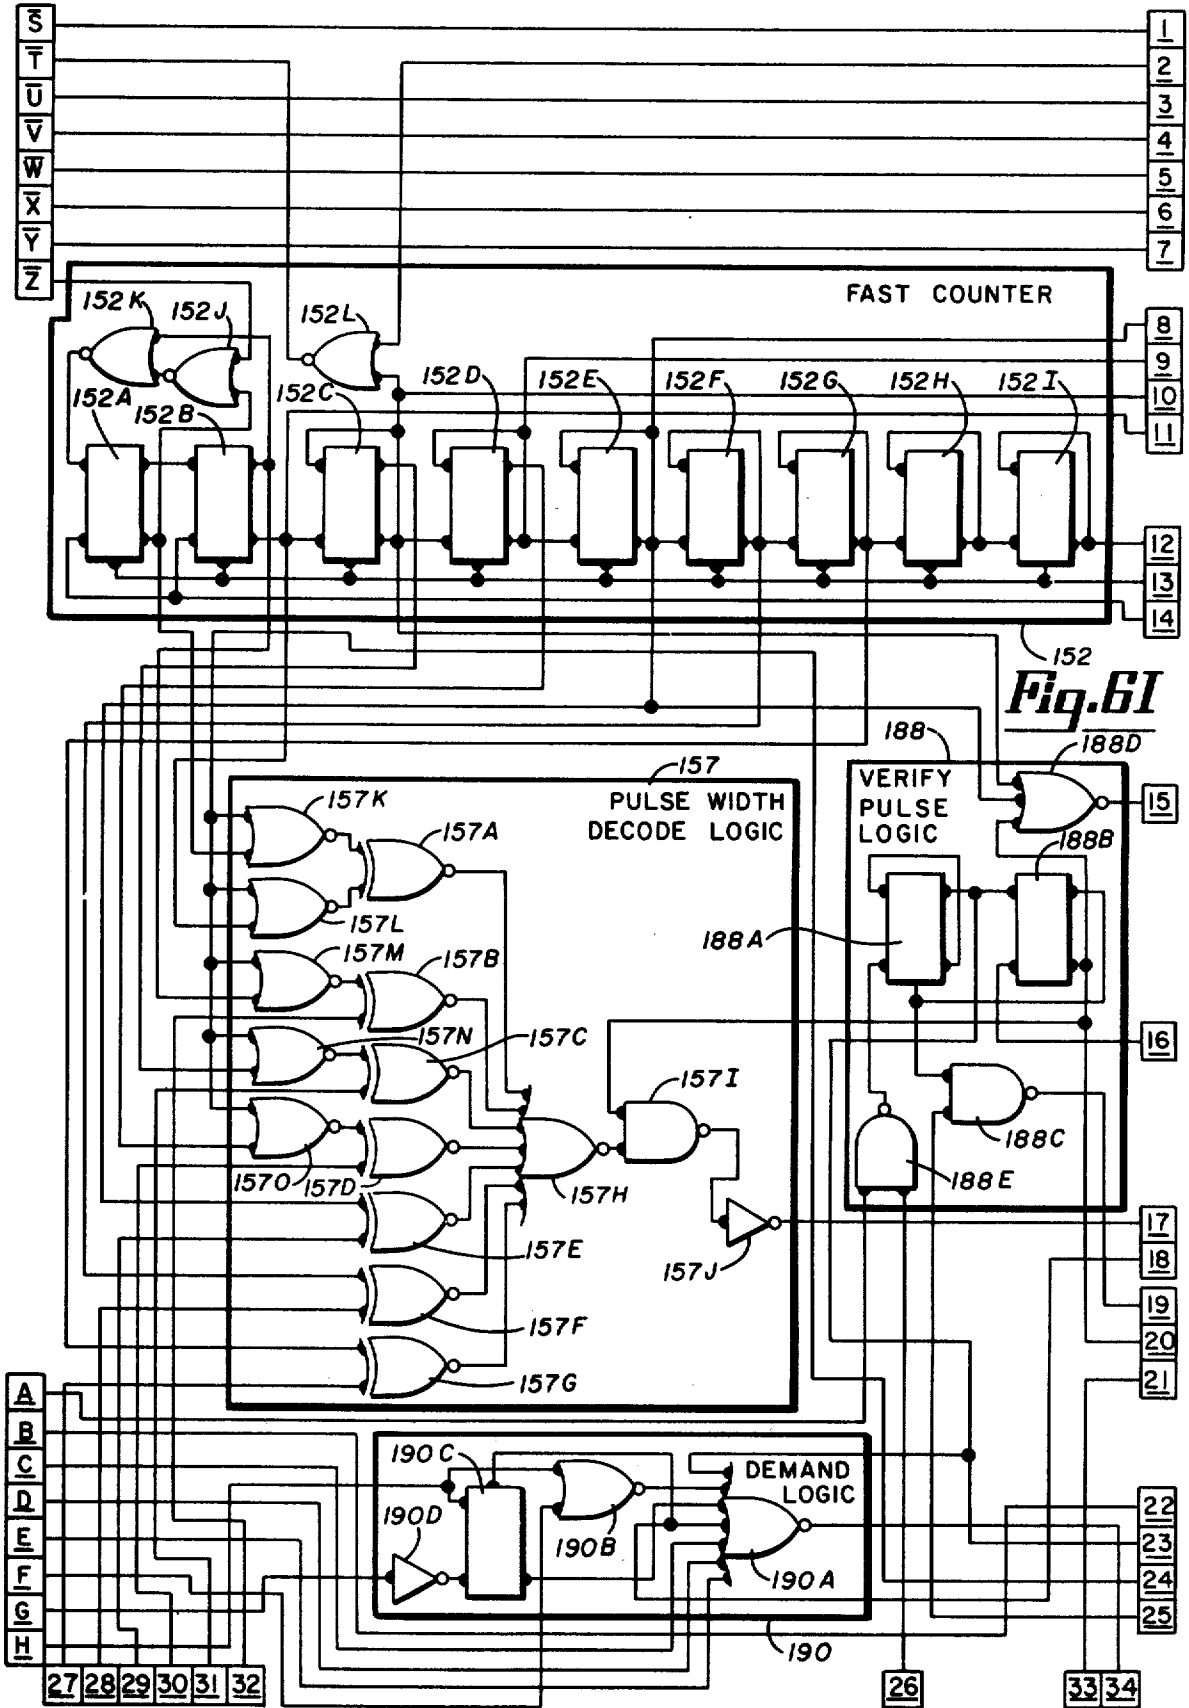 S̅ 1
T̅ 2
U̅ 3
V̅ 4
W̅ 5
X̅ 6
Y̅ 7
Z̅
FAST COUNTER
152K 152J 152L 8
9
152A 152B 152C 152D 152E 152F 152G 152H 152I 10
11
12
13
14
152
Fig.6I
157 188 188D
PULSE WIDTH
DECODE LOGIC
VERIFY
PULSE
LOGIC
15
157K 157A 188B
157L 188A
157M 157B
157N 157C 16
157I
188C
157O 157D 157H 188E
157E 17
157J 18
157F 19
20
157G 21
A
B
C
D
E
F
G
H
190C DEMAND
LOGIC
190D 190B 190A
22
23
24
25
190
27 28 29 30 31 32 26 33 34